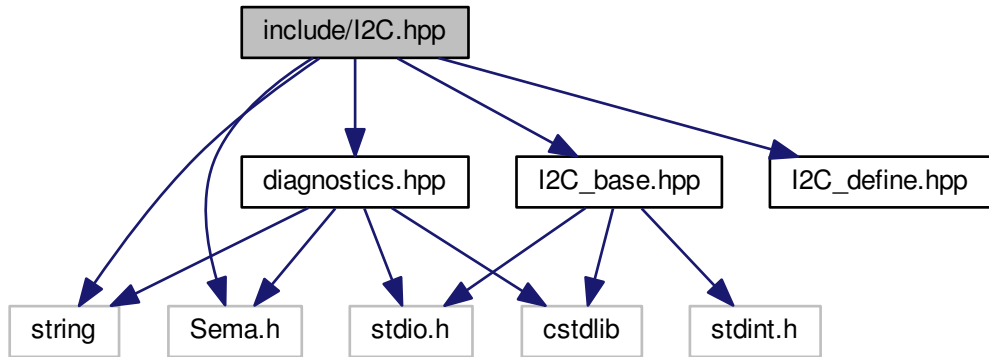 include/I2C.hpp
diagnostics.hpp
I2C_base.hpp
I2C_define.hpp
string
Sema.h
stdio.h
cstdlib
stdint.h